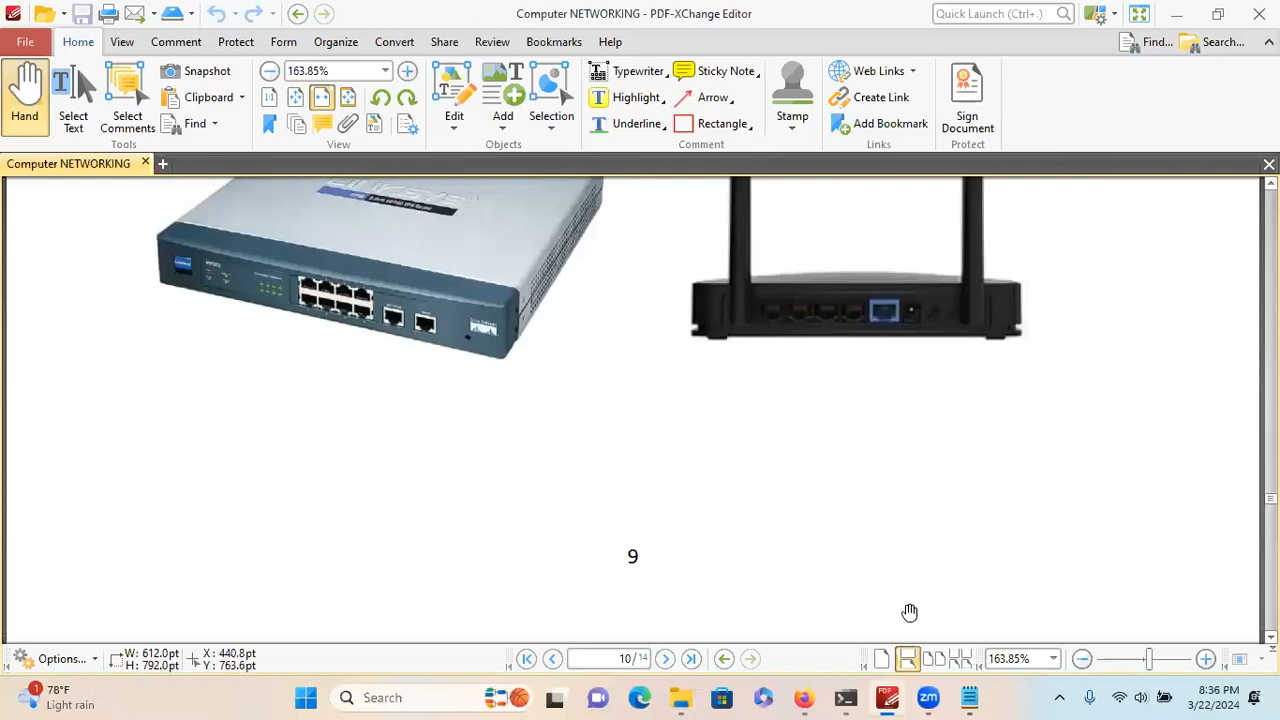 Computer NETWORKING - PDF-XChange Editor
Quick Launch (Ctrl+.)
File Home View Comment Protect Form Organize Convert Share Review Bookmarks Help Find... Search...
Hand
Select Text
Select Comments
Snapshot
Clipboard
Find
Tools
163.85%
View
Edit
Add
Selection
Objects
Typewriter
Highlight
Underline
Sticky Note
Arrow
Rectangle
Stamp
Comment
Web Links
Create Link
Add Bookmark
Links
Sign Document
Protect
Computer NETWORKING
9
Options...
W: 612.0pt
H: 792.0pt
X: 440.8pt
Y: 763.6pt
10/14
163.85%
78°F
Light rain
1
Search
PDF
zm
8:36 PM
3/22/2024